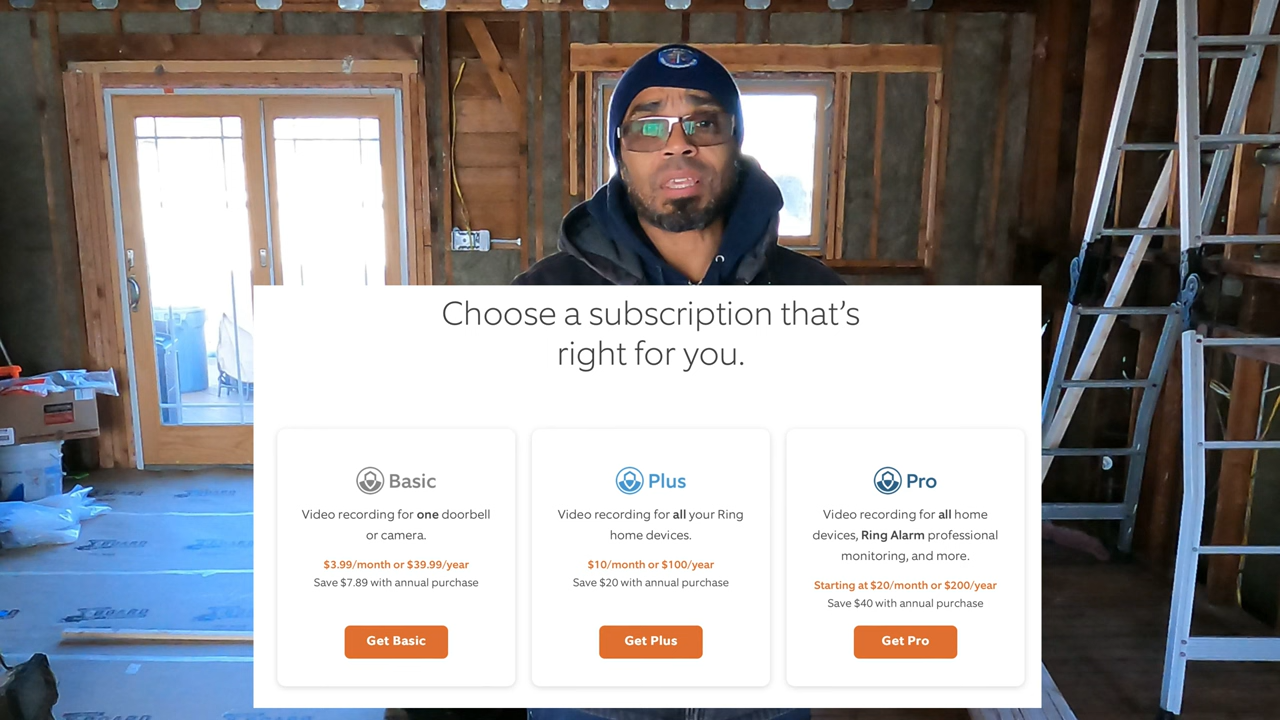 Choose a subscription that's
right for you.
Basic
Video recording for one doorbell
or camera.
$3.99/month or $39.99/year
Save $7.89 with annual purchase
Get Basic
Plus
Video recording for all your Ring
home devices.
$10/month or $100/year
Save $20 with annual purchase
Get Plus
Pro
Video recording for all home
devices, Ring Alarm professional
monitoring, and more.
Starting at $20/month or $200/year
Save $40 with annual purchase
Get Pro